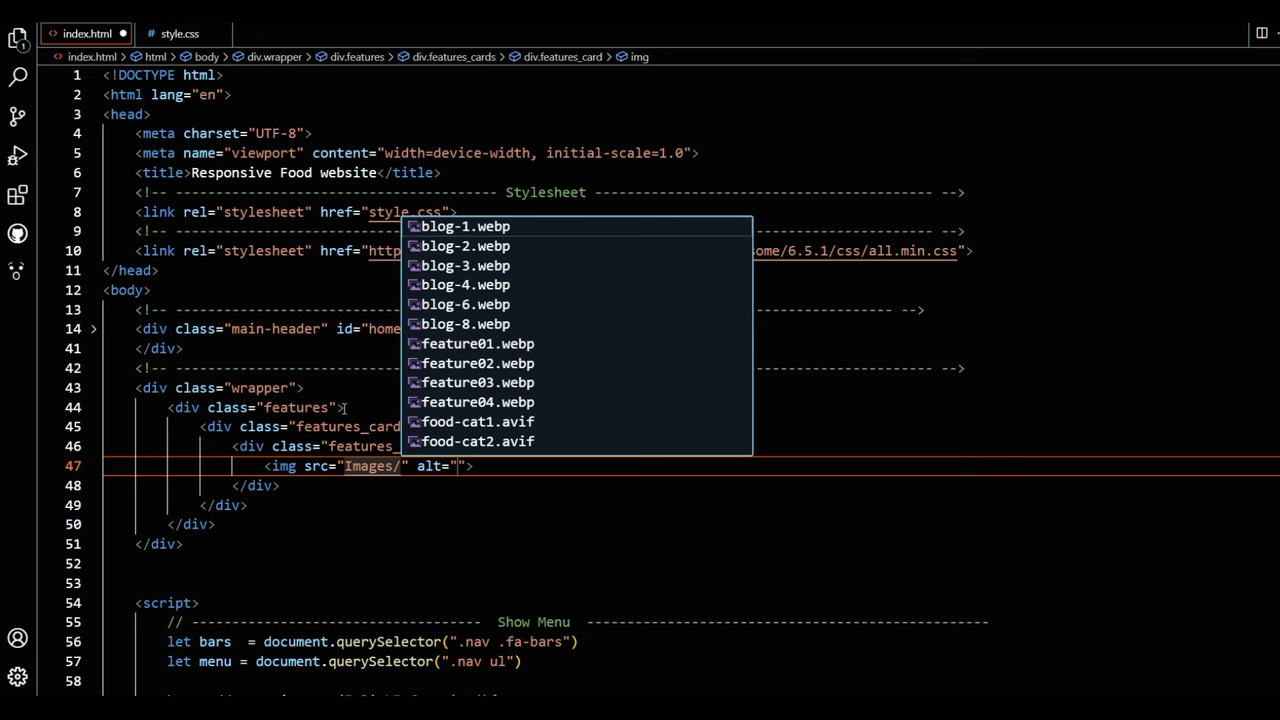 index.html
style.css
1
index.html > html > body > div.wrapper > div.features > div.features_cards > div.features_card > img
1 <!DOCTYPE html>
2 <html lang="en">
3 <head>
4 <meta charset="UTF-8">
5 <meta name="viewport" content="width=device-width, initial-scale=1.0">
6 <title>Responsive Food website</title>
7 <!-- --------------------------------------- Stylesheet ----------------------------------------- -->
8 <link rel="stylesheet" href="style.css">
9 <!-- ------------------------------ -->
10 <link rel="stylesheet" href="http ome/6.5.1/css/all.min.css">
11 </head>
12 <body>
13 <!-- ------------------------------ -->
14 <div class="main-header" id="home
41 </div>
42 <!-- ------------------------------ -->
43 <div class="wrapper">
44 <div class="features">
45 <div class="features_card
46 <div class="features_
47 <img src="Images/" alt="">
48 </div>
49 </div>
50 </div>
51 </div>
52
53
54 <script>
55 // ----------------------------------- Show Menu -------------------------------------------------
56 let bars = document.querySelector(".nav .fa-bars")
57 let menu = document.querySelector(".nav ul")
58
blog-1.webp
blog-2.webp
blog-3.webp
blog-4.webp
blog-6.webp
blog-8.webp
feature01.webp
feature02.webp
feature03.webp
feature04.webp
food-cat1.avif
food-cat2.avif